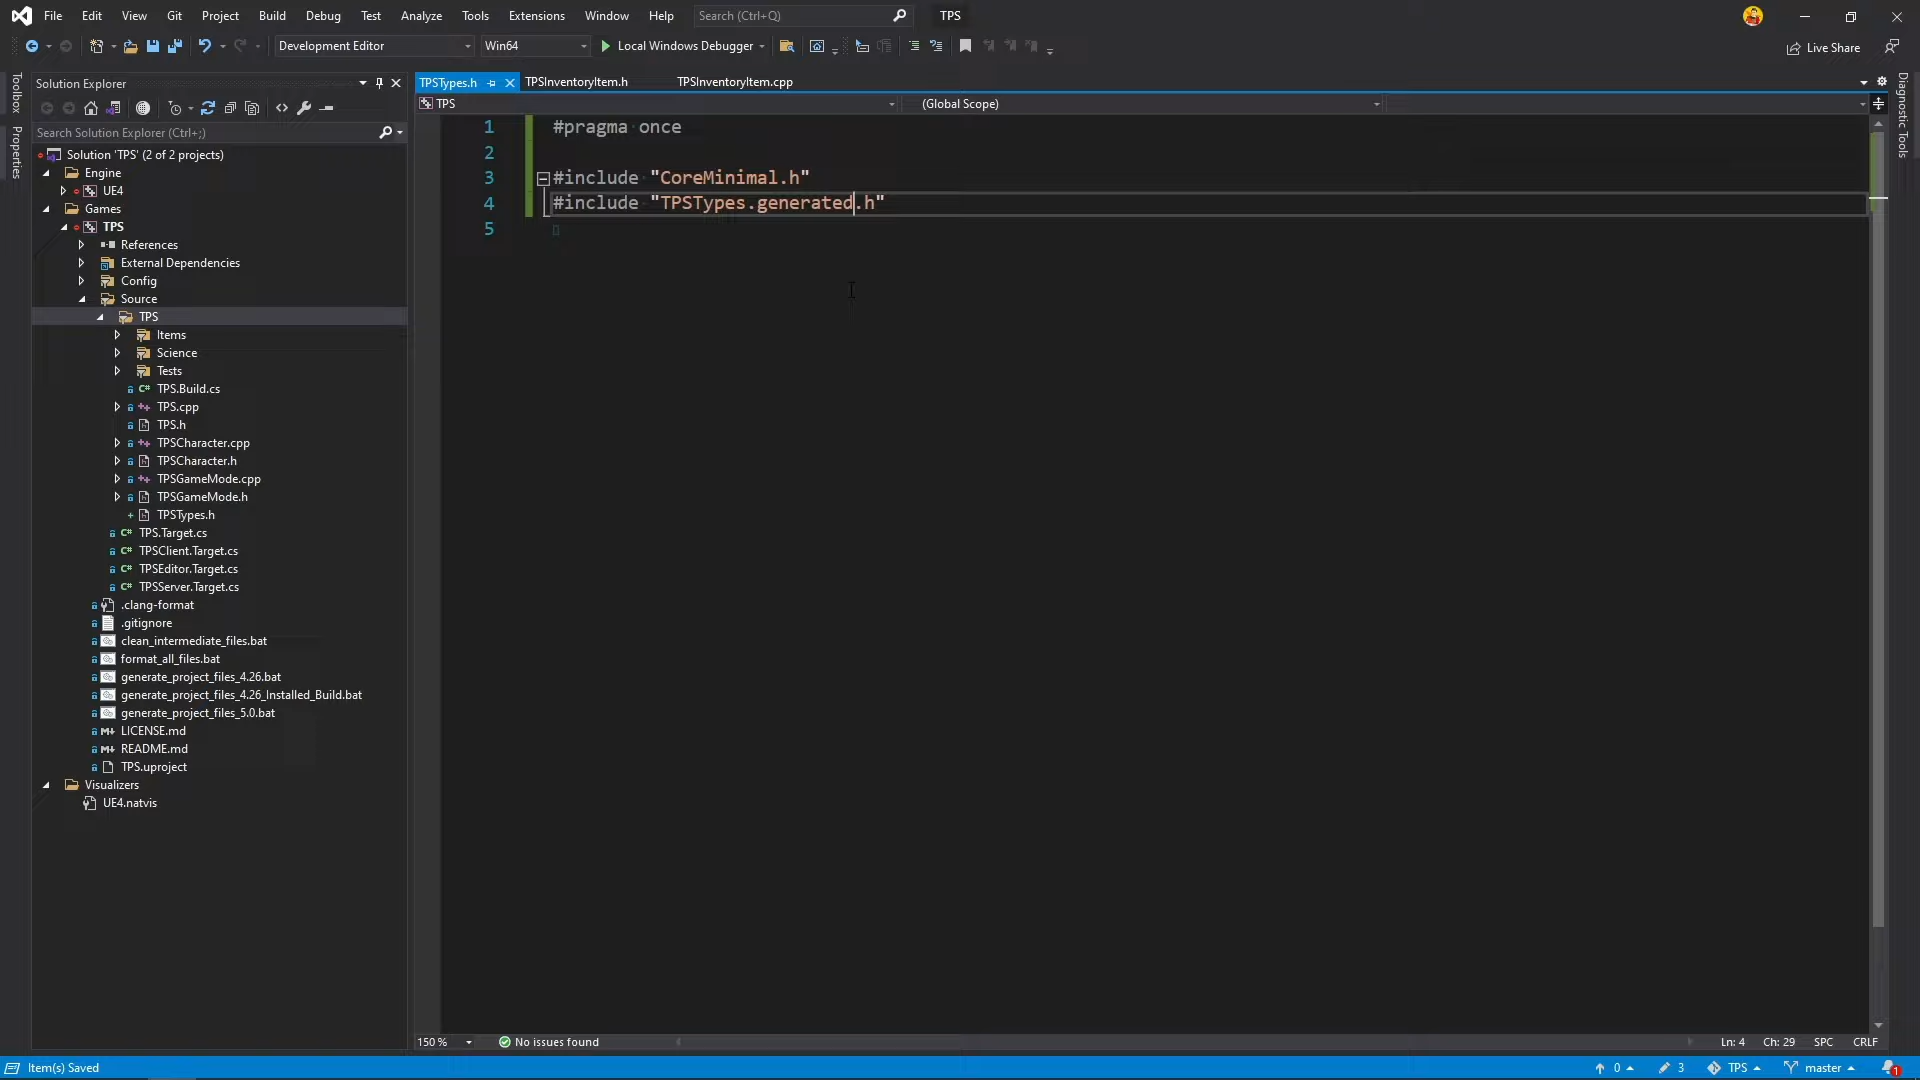 File Edit View Git Project Build Debug Test Analyze Tools Extensions Window Help Search (Ctrl+Q) TPS
Development Editor Win64 Local Windows Debugger Live Share
Toolbox
Properties
Solution Explorer
Search Solution Explorer (Ctrl+;)
Solution 'TPS' (2 of 2 projects)
Engine
UE4
Games
TPS
References
External Dependencies
Config
Source
TPS
Items
Science
Tests
TPS.Build.cs
TPS.cpp
TPS.h
TPSCharacter.cpp
TPSCharacter.h
TPSGameMode.cpp
TPSGameMode.h
TPSTypes.h
TPS.Target.cs
TPSClient.Target.cs
TPSEditor.Target.cs
TPSServer.Target.cs
.clang-format
.gitignore
clean_intermediate_files.bat
format_all_files.bat
generate_project_files_4.26.bat
generate_project_files_4.26_Installed_Build.bat
generate_project_files_5.0.bat
LICENSE.md
README.md
TPS.uproject
Visualizers
UE4.natvis
TPSTypes.h TPSInventoryItem.h TPSInventoryItem.cpp
TPS (Global Scope)
1 #pragma once
2
3 #include "CoreMinimal.h"
4 #include "TPSTypes.generated.h"
5
Diagnostic Tools
150 % No issues found Ln: 4 Ch: 29 SPC CRLF
Item(s) Saved 0 3 TPS master 1